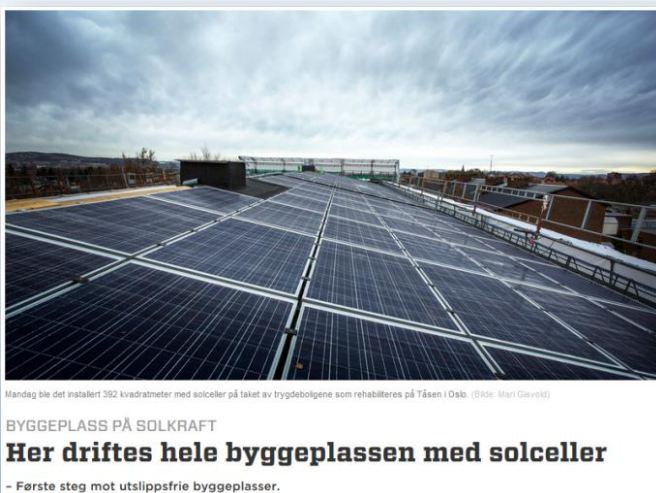 Mandag ble det installert 392 kvadratmeter med solceller på taket av trygdeboligene som rehabiliteres på Tåsen i Oslo. (Bilde: Mari Gisvold)
BYGGEPLASS PÅ SOLKRAFT
Her driftes hele byggeplassen med solceller
– Første steg mot utslippsfrie byggeplasser.